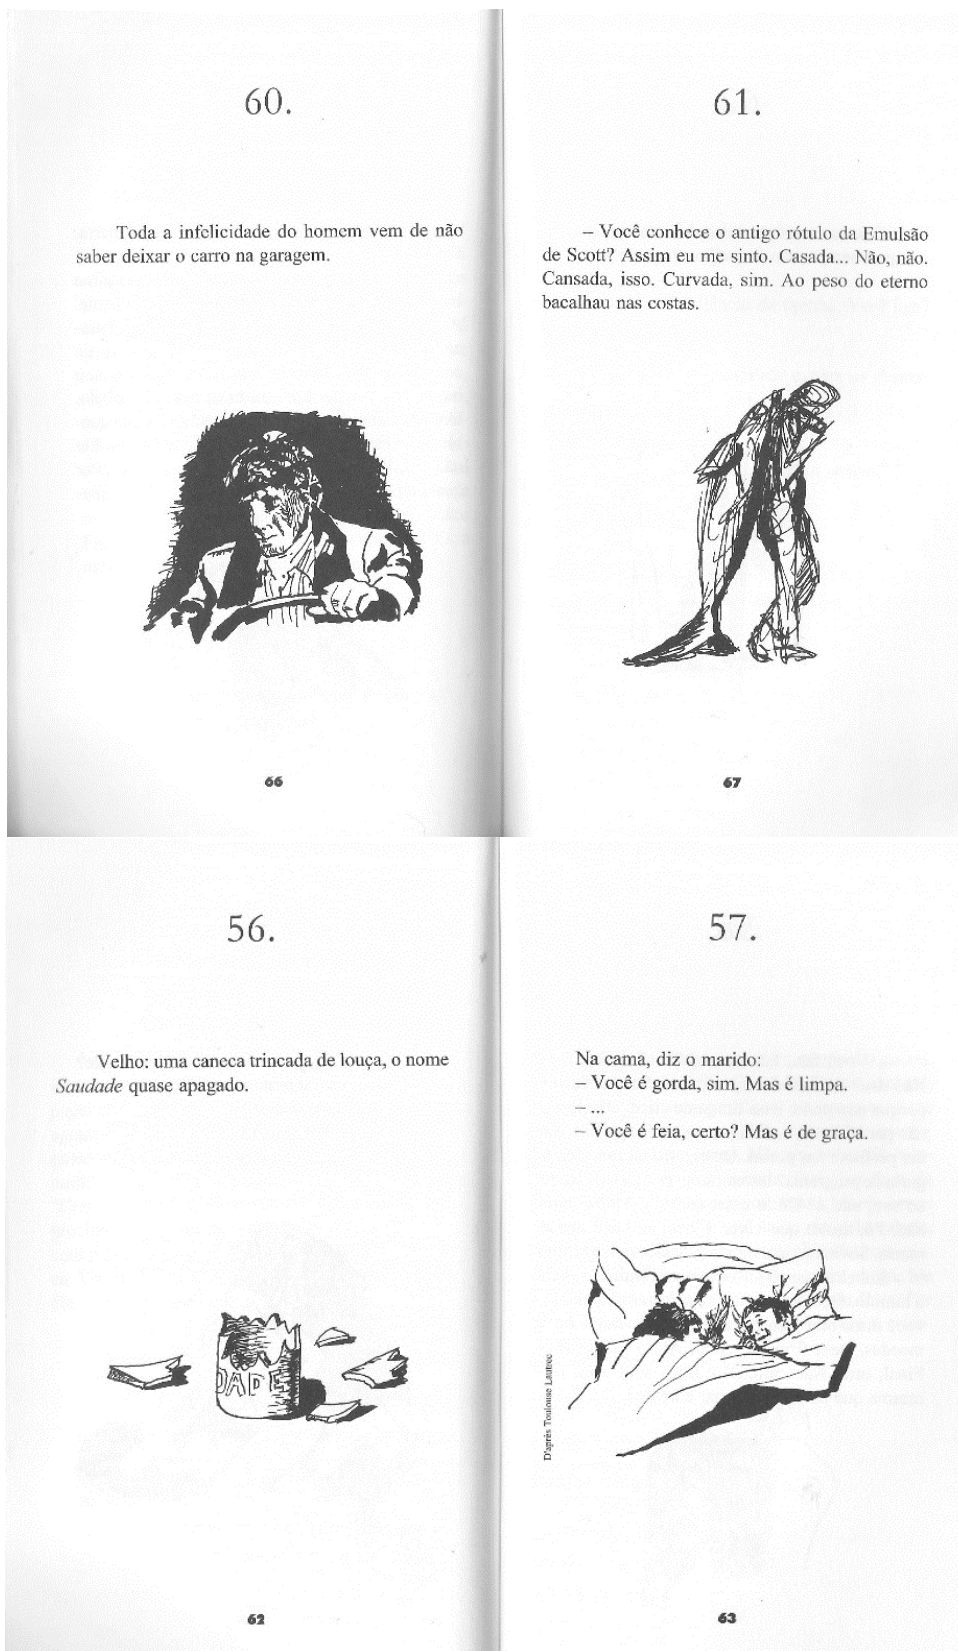 60.
Toda a infelicidade do homem vem de não
saber deixar o carro na garagem.
66
61.
– Você conhece o antigo rótulo da Emulsão
de Scott? Assim eu me sinto. Casada... Não, não.
Cansada, isso. Curvada, sim. Ao peso do eterno
bacalhau nas costas.
67
56.
Velho: uma caneca trincada de louça, o nome
Saudade quase apagado.
DADE
62
57.
Na cama, diz o marido:
– Você é gorda, sim. Mas é limpa.
– ...
– Você é feia, certo? Mas é de graça.
D'après Toulouse Lautrec
63